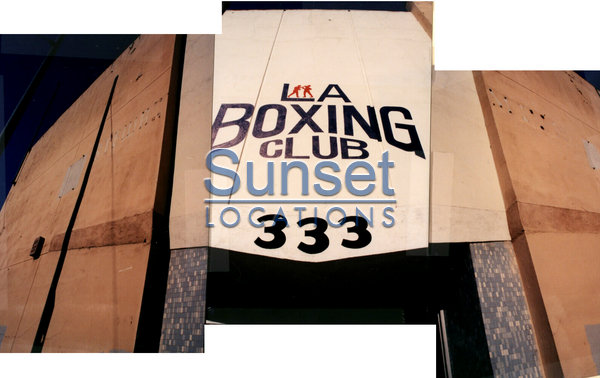 LA
BOXING
CLUB
Sunset
LOCATIONS
333